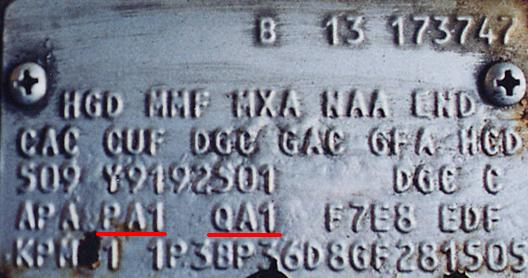 B 13 173747
HGD MMF MXA NAA END
CAC CUF DGC GAC GFA HCD
509 Y9192501 DGC C
APA PA1 QA1 F7E8 EDF
KPM 1 1P3BP36D8GF281505